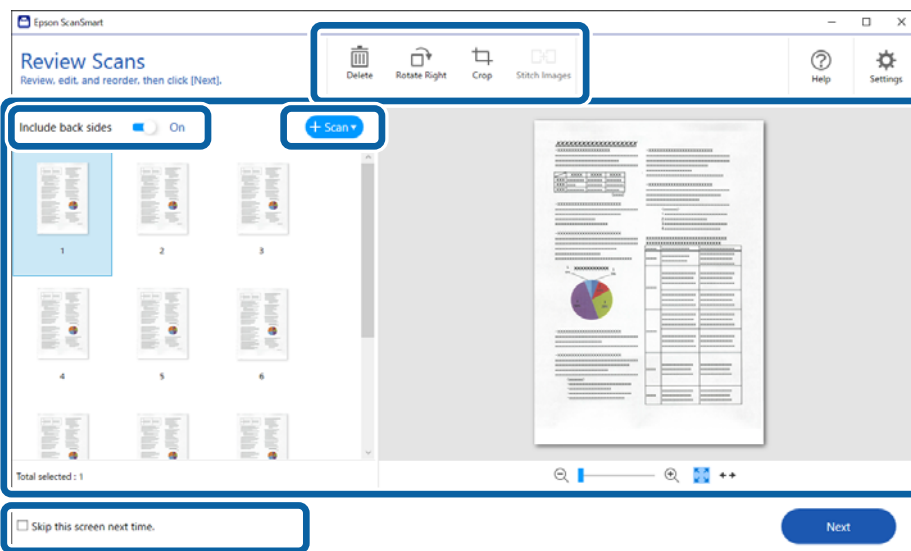 Epson ScanSmart
Review Scans
Review, edit, and reorder, then click [Next].
Delete
Rotate Right
Crop
Stitch Images
Help
Settings
Include back sides
On
+ Scan
1
2
3
4
5
6
Total selected : 1
Skip this screen next time.
Next